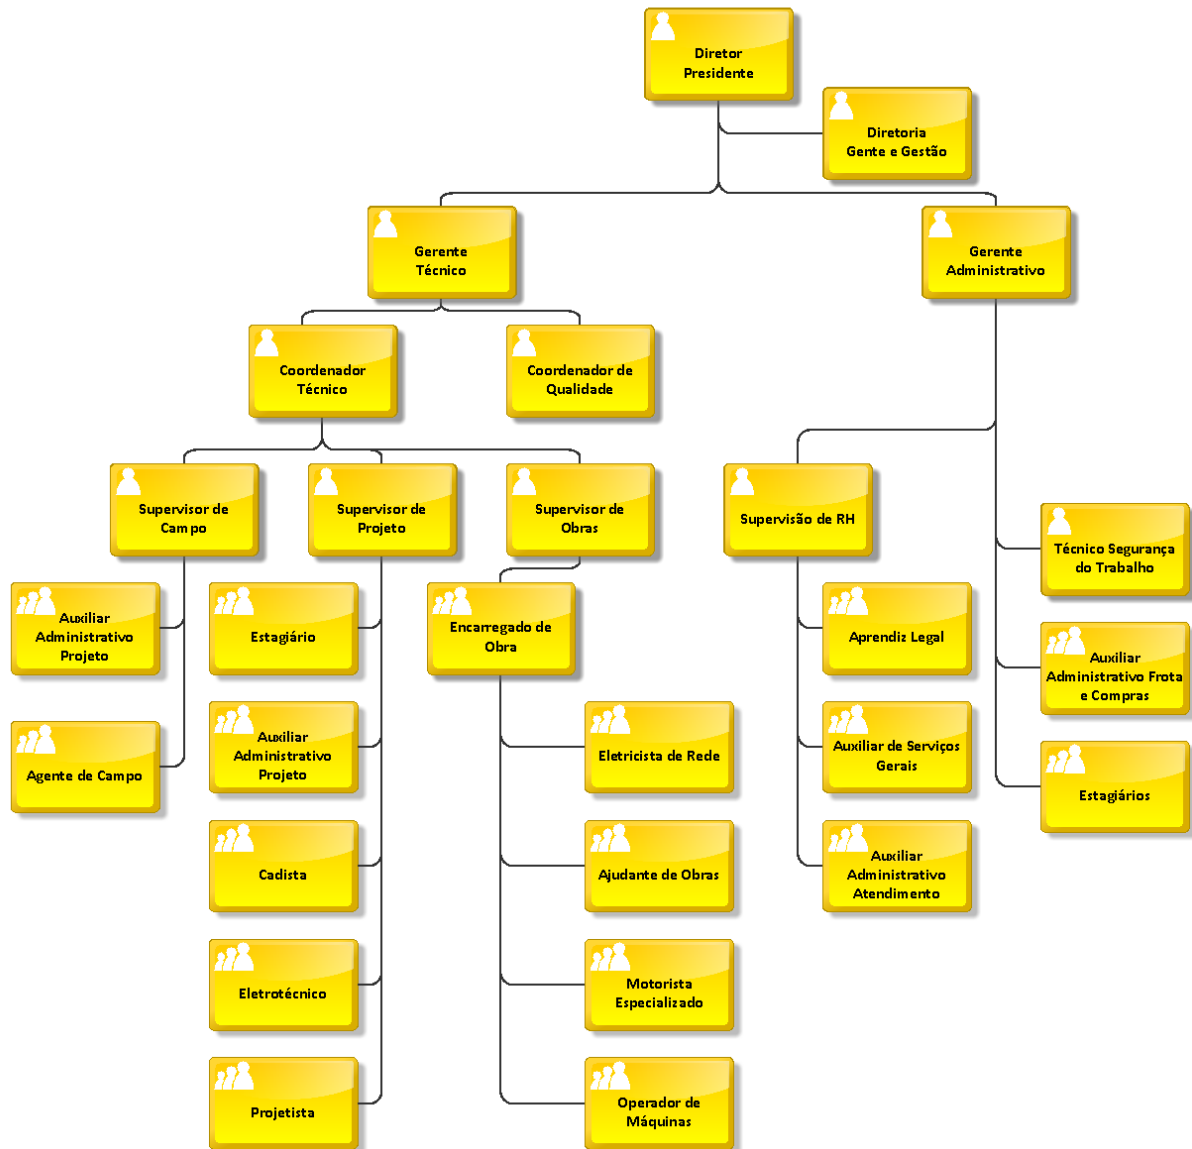 Diretor
Presidente
Diretoria
Gente e Gestão
Gerente
Técnico
Gerente
Administrativo
Coordenador
Técnico
Coordenador de
Qualidade
Supervisor de
Campo
Supervisor de
Projeto
Supervisor de
Obras
Supervisão de RH
Técnico Segurança
do Trabalho
Auxiliar
Administrativo
Projeto
Estagiário
Encarregado de
Obra
Aprendiz Legal
Auxiliar
Administrativo Frota
e Compras
Agente de Campo
Auxiliar
Administrativo
Projeto
Eletricista de Rede
Auxiliar de Serviços
Gerais
Estagiários
Cadista
Ajudante de Obras
Auxiliar
Administrativo
Atendimento
Eletrotécnico
Motorista
Especializado
Projetista
Operador de
Máquinas